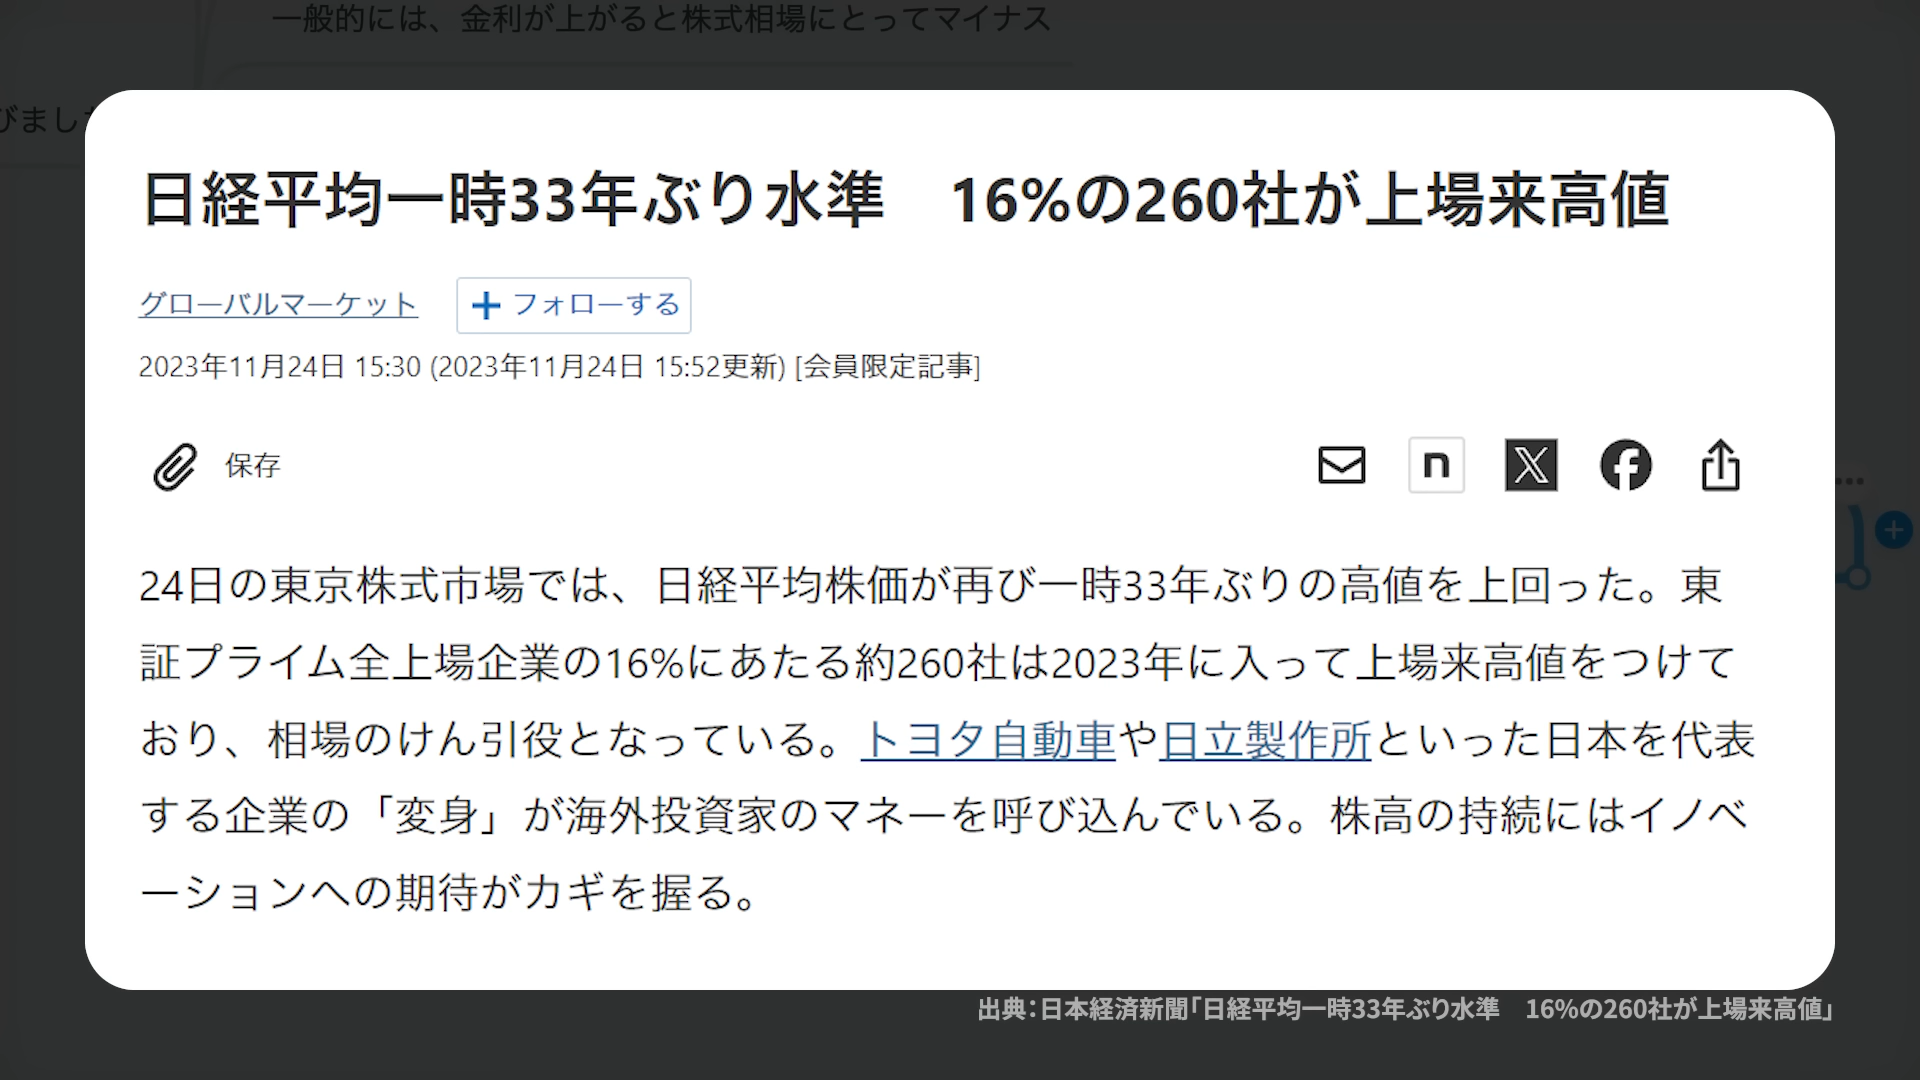 一般的には、金利が上がると株式相場にとってマイナス
びまし
日経平均一時33年ぶり水準　16%の260社が上場来高値
グローバルマーケット
フォローする
2023年11月24日 15:30 (2023年11月24日 15:52更新) [会員限定記事]
保存
24日の東京株式市場では、日経平均株価が再び一時33年ぶりの高値を上回った。東
証プライム全上場企業の16%にあたる約260社は2023年に入って上場来高値をつけて
おり、相場のけん引役となっている。トヨタ自動車や日立製作所といった日本を代表
する企業の「変身」が海外投資家のマネーを呼び込んでいる。株高の持続にはイノベ
ーションへの期待がカギを握る。
出典：日本経済新聞「日経平均一時33年ぶり水準　16%の260社が上場来高値」